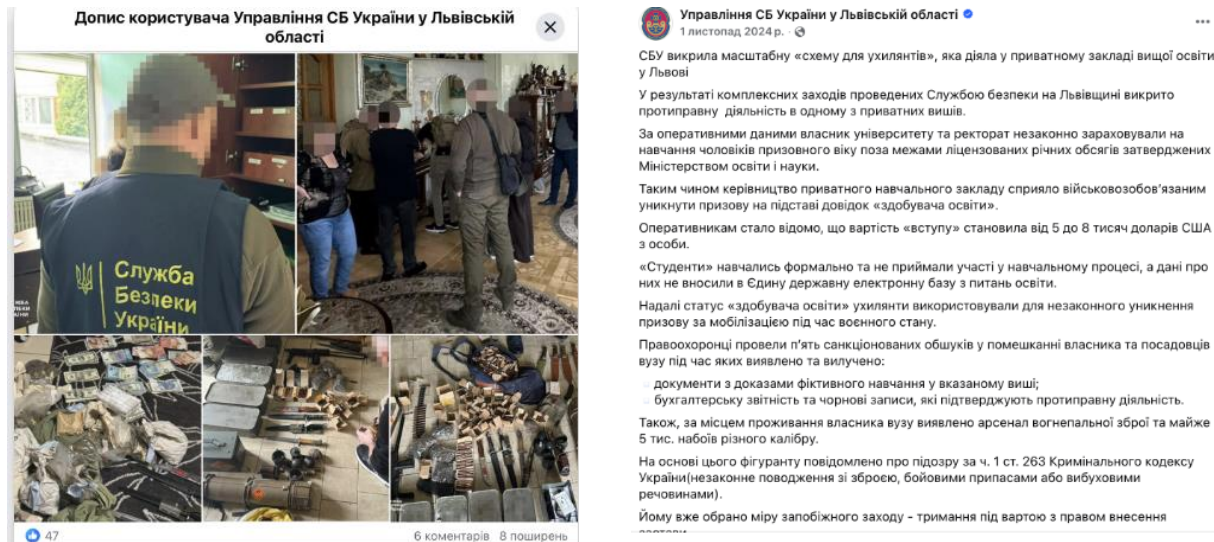 Допис користувача Управління СБ України у Львівській
області
Служба
Безпеки
України
47
6 коментарів 8 поширень
Управління СБ України у Львівській області
1 листопад 2024 р. ·
СБУ викрила масштабну «схему для ухилянтів», яка діяла у приватному закладі вищої освіти
у Львові
У результаті комплексних заходів проведених Службою безпеки на Львівщині викрито
протиправну діяльність в одному з приватних вишів.
За оперативними даними власник університету та ректорат незаконно зараховували на
навчання чоловіків призовного віку поза межами ліцензованих річних обсягів затверджених
Міністерством освіти і науки.
Таким чином керівництво приватного навчального закладу сприяло військовозобов’язаним
уникнути призову на підставі довідок «здобувача освіти».
Оперативникам стало відомо, що вартість «вступу» становила від 5 до 8 тисяч доларів США
з особи.
«Студенти» навчались формально та не приймали участі у навчальному процесі, а дані про
них не вносили в Єдину державну електронну базу з питань освіти.
Надалі статус «здобувача освіти» ухилянти використовували для незаконного уникнення
призову за мобілізацією під час воєнного стану.
Правоохоронці провели п’ять санкціонованих обшуків у помешканні власника та посадовців
вузу під час яких виявлено та вилучено:
документи з доказами фіктивного навчання у вказаному виші;
бухгалтерську звітність та чорнові записи, які підтверджують протиправну діяльність.
Також, за місцем проживання власника вузу виявлено арсенал вогнепальної зброї та майже
5 тис. набоїв різного калібру.
На основі цього фігуранту повідомлено про підозру за ч. 1 ст. 263 Кримінального кодексу
України(незаконне поводження зі зброєю, бойовими припасами або вибуховими
речовинами).
Йому вже обрано міру запобіжного заходу - тримання під вартою з правом внесення